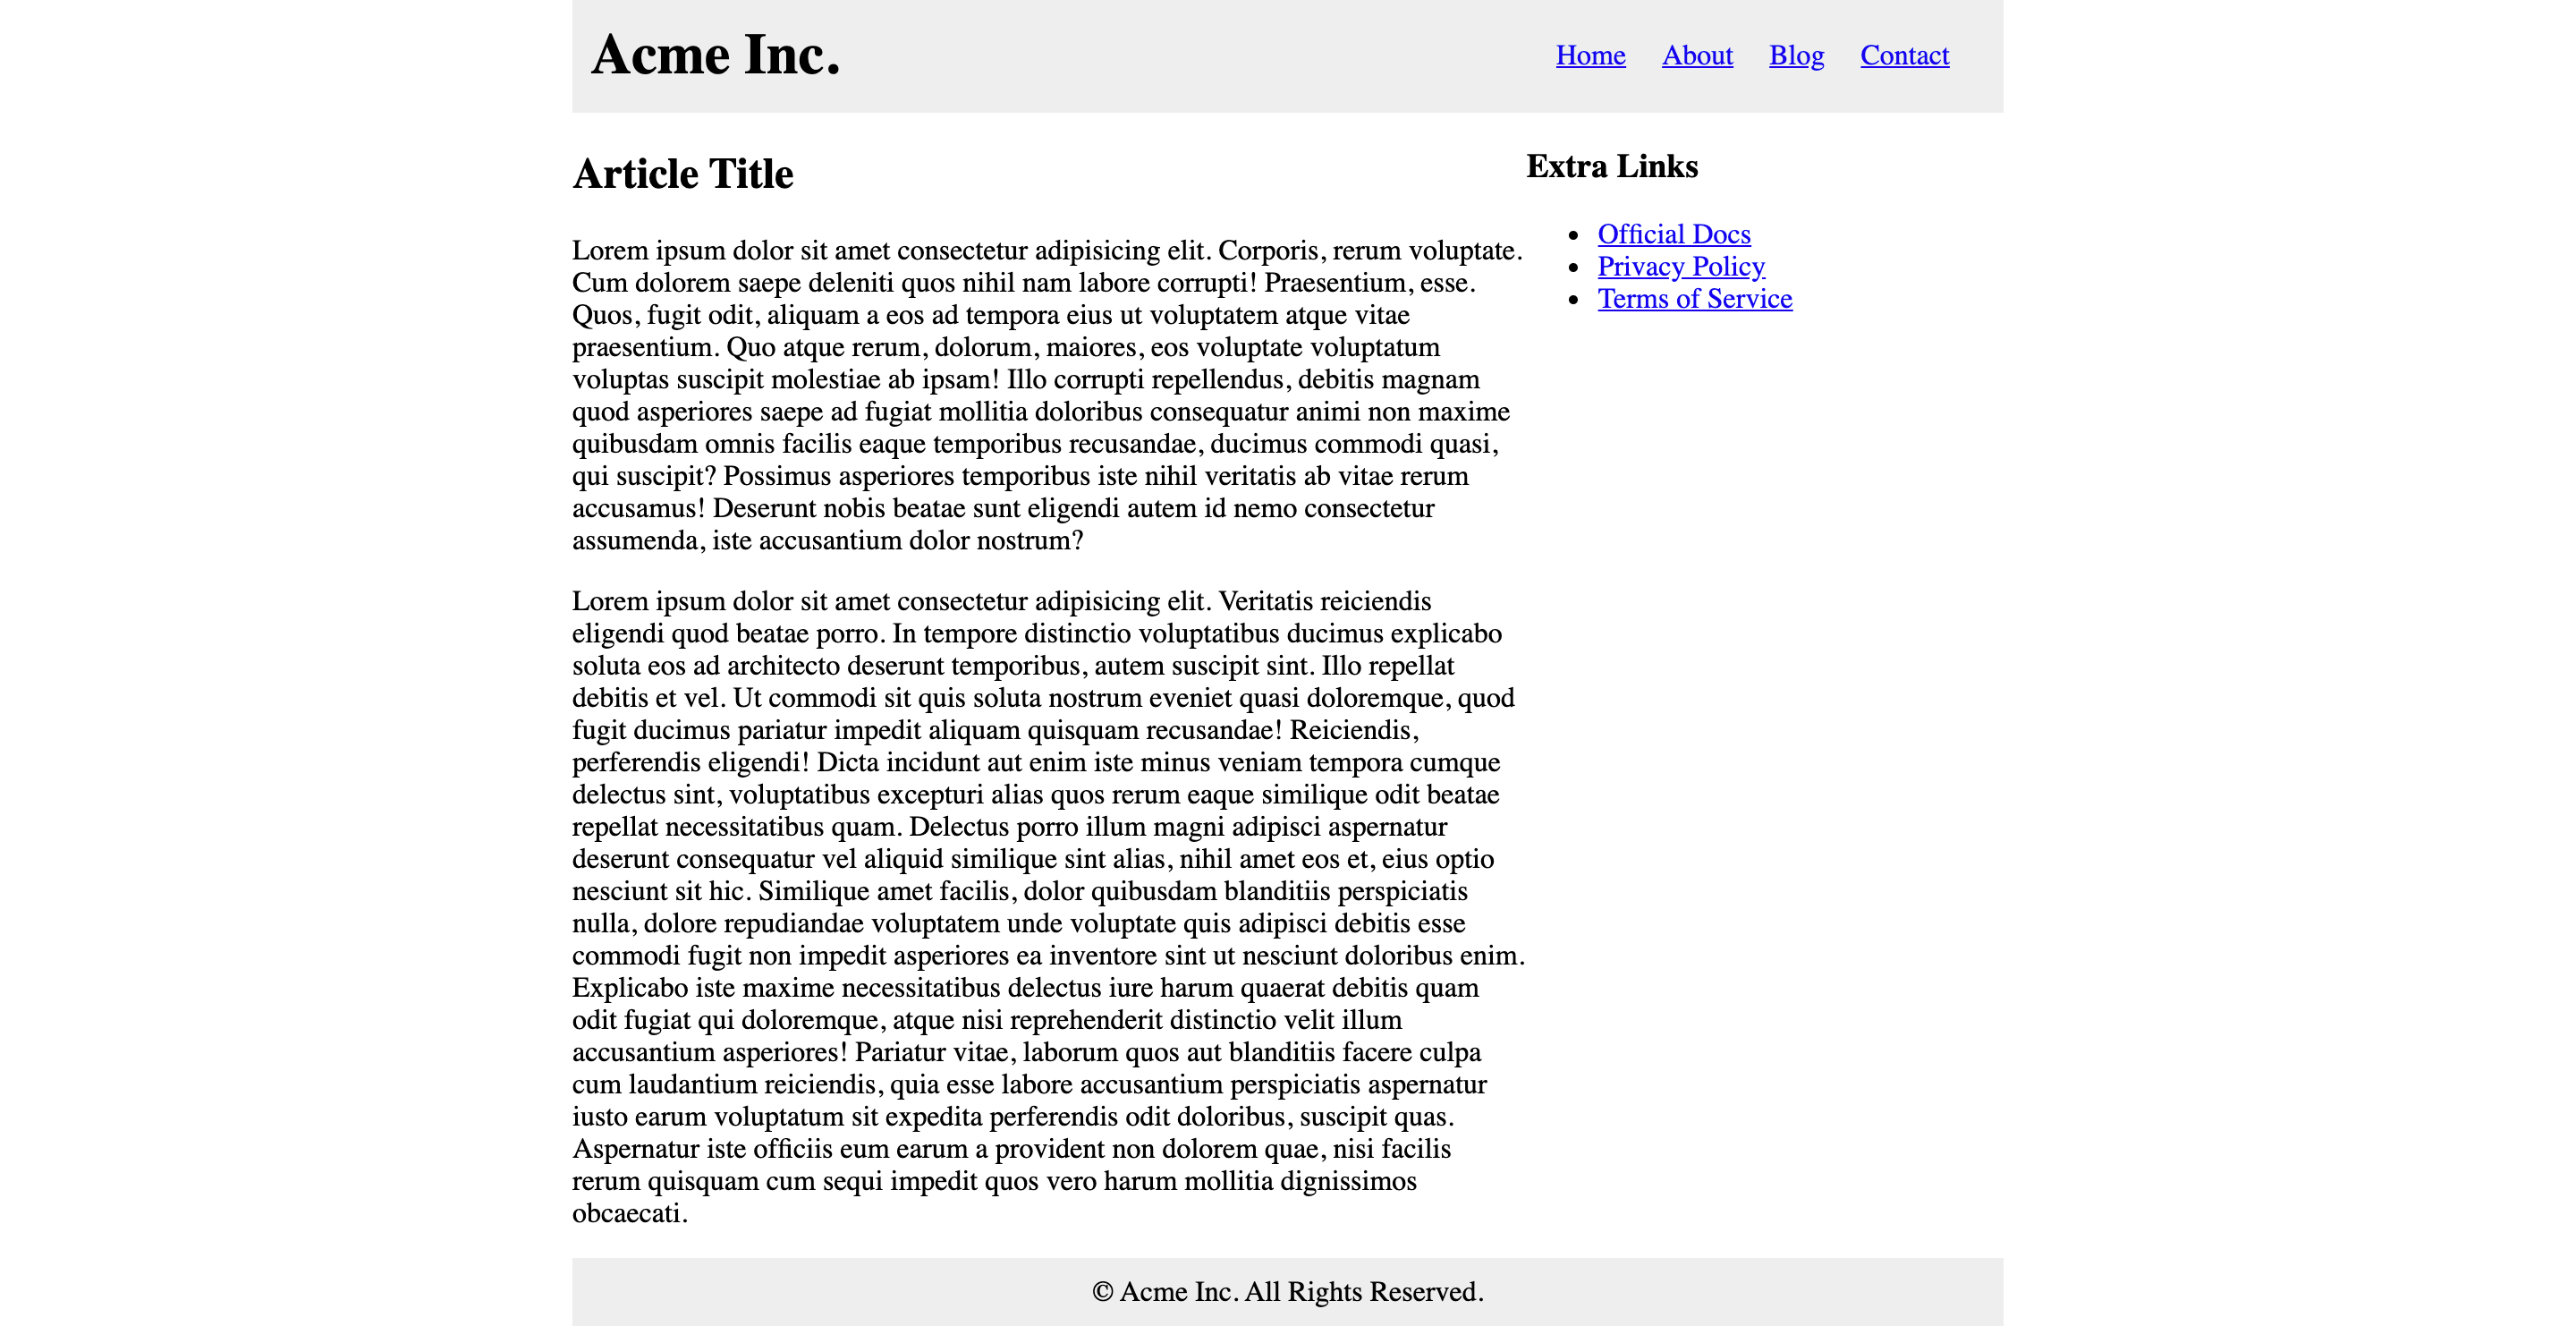 Acme Inc.
Home About Blog Contact
Article Title
Lorem ipsum dolor sit amet consectetur adipisicing elit. Corporis, rerum voluptate.
Cum dolorem saepe deleniti quos nihil nam labore corrupti! Praesentium, esse.
Quos, fugit odit, aliquam a eos ad tempora eius ut voluptatem atque vitae
praesentium. Quo atque rerum, dolorum, maiores, eos voluptate voluptatum
voluptas suscipit molestiae ab ipsam! Illo corrupti repellendus, debitis magnam
quod asperiores saepe ad fugiat mollitia doloribus consequatur animi non maxime
quibusdam omnis facilis eaque temporibus recusandae, ducimus commodi quasi,
qui suscipit? Possimus asperiores temporibus iste nihil veritatis ab vitae rerum
accusamus! Deserunt nobis beatae sunt eligendi autem id nemo consectetur
assumenda, iste accusantium dolor nostrum?
Lorem ipsum dolor sit amet consectetur adipisicing elit. Veritatis reiciendis
eligendi quod beatae porro. In tempore distinctio voluptatibus ducimus explicabo
soluta eos ad architecto deserunt temporibus, autem suscipit sint. Illo repellat
debitis et vel. Ut commodi sit quis soluta nostrum eveniet quasi doloremque, quod
fugit ducimus pariatur impedit aliquam quisquam recusandae! Reiciendis,
perferendis eligendi! Dicta incidunt aut enim iste minus veniam tempora cumque
delectus sint, voluptatibus excepturi alias quos rerum eaque similique odit beatae
repellat necessitatibus quam. Delectus porro illum magni adipisci aspernatur
deserunt consequatur vel aliquid similique sint alias, nihil amet eos et, eius optio
nesciunt sit hic. Similique amet facilis, dolor quibusdam blanditiis perspiciatis
nulla, dolore repudiandae voluptatem unde voluptate quis adipisci debitis esse
commodi fugit non impedit asperiores ea inventore sint ut nesciunt doloribus enim.
Explicabo iste maxime necessitatibus delectus iure harum quaerat debitis quam
odit fugiat qui doloremque, atque nisi reprehenderit distinctio velit illum
accusantium asperiores! Pariatur vitae, laborum quos aut blanditiis facere culpa
cum laudantium reiciendis, quia esse labore accusantium perspiciatis aspernatur
iusto earum voluptatum sit expedita perferendis odit doloribus, suscipit quas.
Aspernatur iste officiis eum earum a provident non dolorem quae, nisi facilis
rerum quisquam cum sequi impedit quos vero harum mollitia dignissimos
obcaecati.
Extra Links
Official Docs
Privacy Policy
Terms of Service
© Acme Inc. All Rights Reserved.